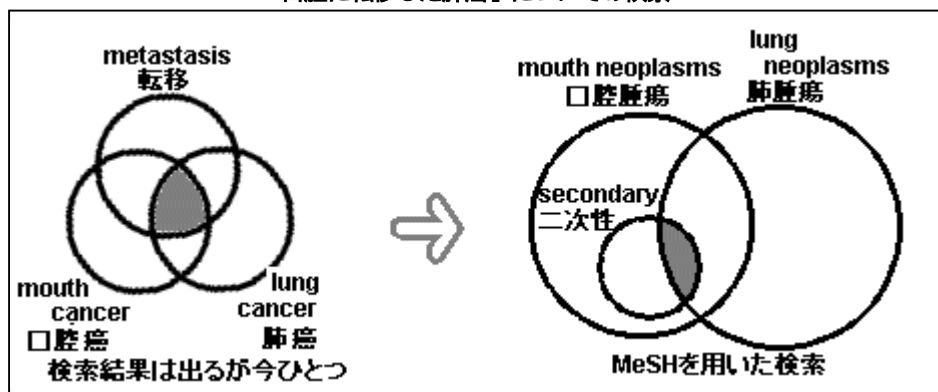 metastasis
転移
mouth
cancer
口腔癌
lung
cancer
肺癌
検索結果は出るが今ひとつ
mouth neoplasms
口腔腫瘍
lung
neoplasms
肺腫瘍
secondary
二次性
MeSHを用いた検索